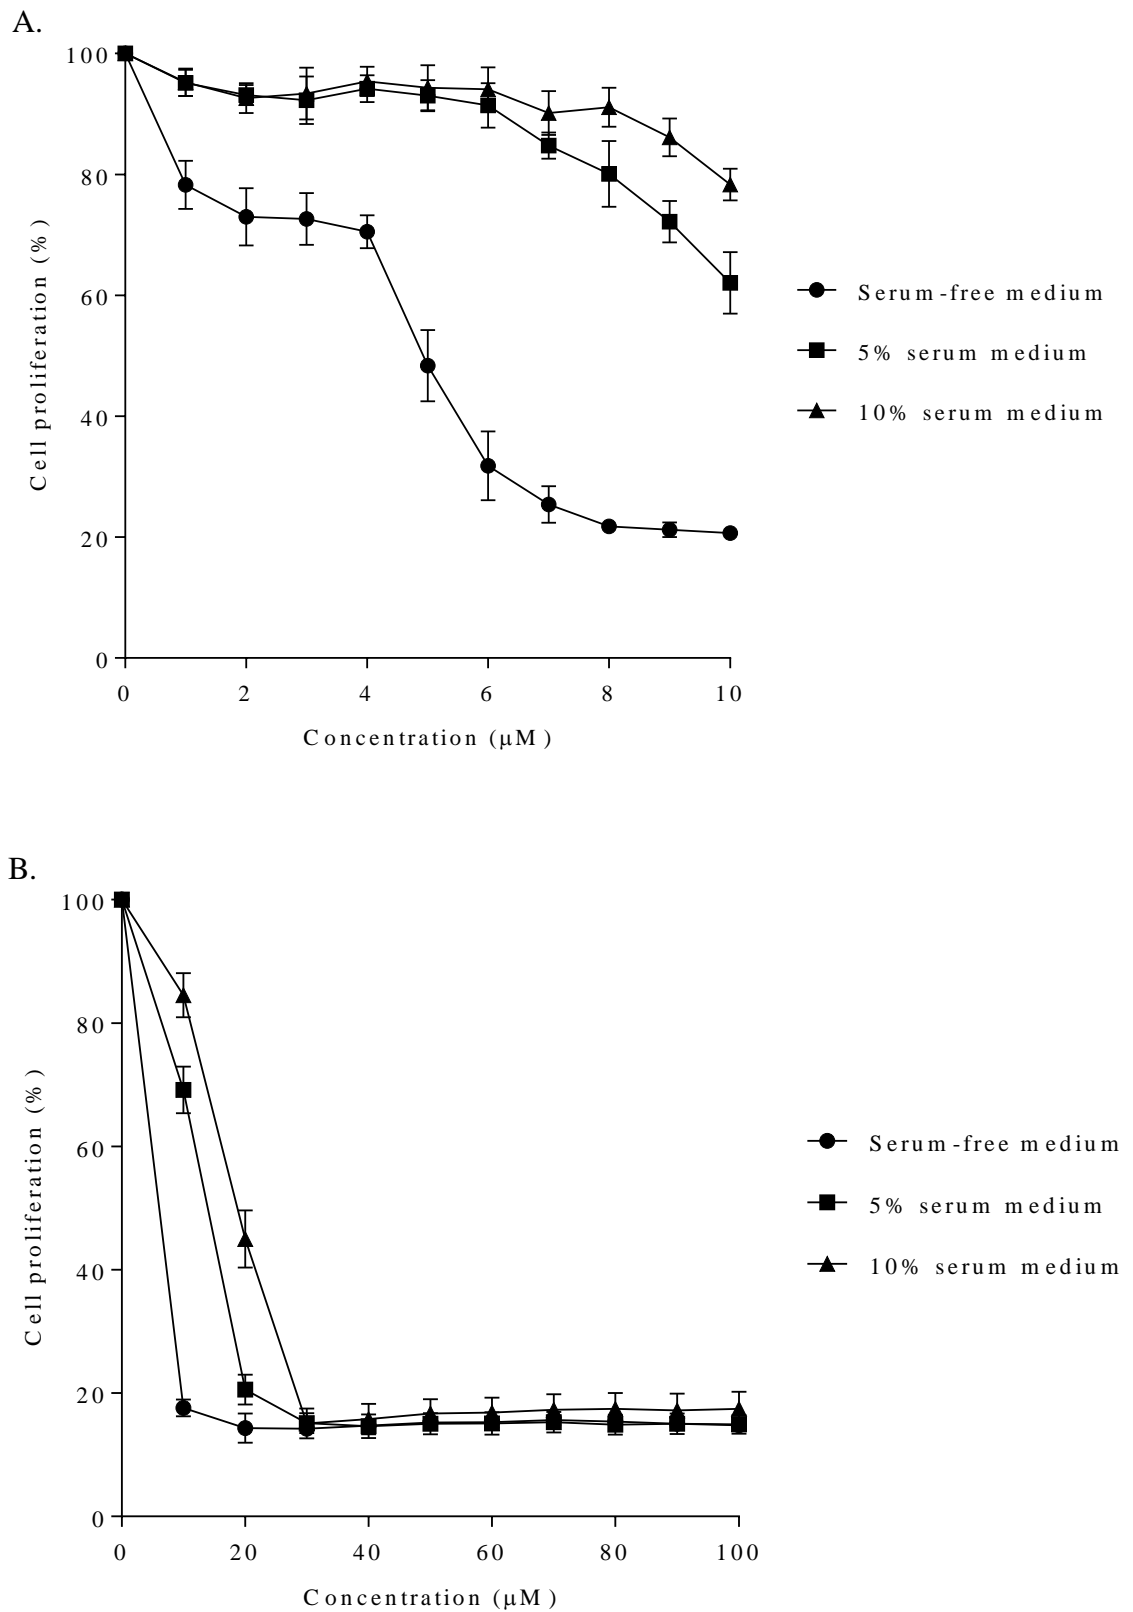 A.
100
80
60
40
20
0
0 2 4 6 8 10
Cell proliferation (%)
Concentration (μM)
Serum-free medium
5% serum medium
10% serum medium
B.
100
80
60
40
20
0
0 20 40 60 80 100
Cell proliferation (%)
Concentration (μM)
Serum-free medium
5% serum medium
10% serum medium